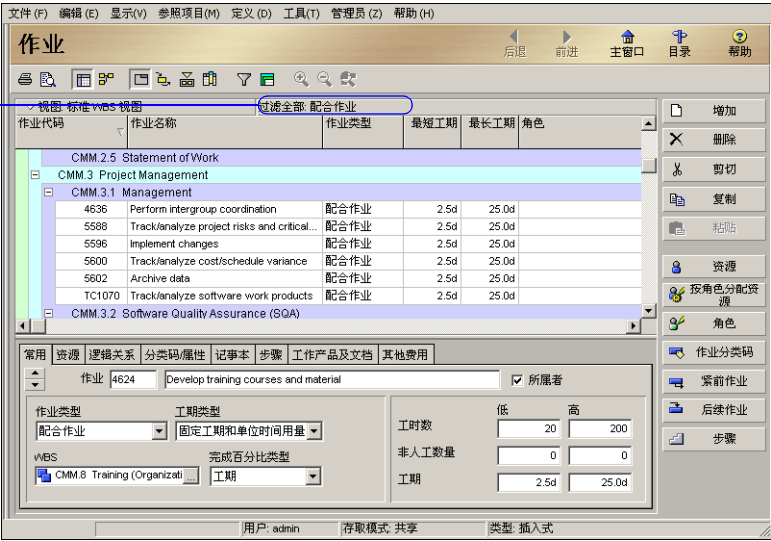 文件(F) 编辑(E) 显示(V) 参照项目(M) 定义(D) 工具(T) 管理员(Z) 帮助(H)
作业 后退 前进 主窗口 目录 帮助
视图: 标准 WBS 视图 过滤全部: 配合作业
作业代码 作业名称 作业类型 最短工期 最长工期 角色
CMM.2.5 Statement of Work
CMM.3 Project Management
CMM.3.1 Management
4636 Perform intergroup coordination 配合作业 2.5d 25.0d
5588 Track/analyze project risks and critical... 配合作业 2.5d 25.0d
5596 Implement changes 配合作业 2.5d 25.0d
5600 Track/analyze cost/schedule variance 配合作业 2.5d 25.0d
5602 Archive data 配合作业 2.5d 25.0d
TC1070 Track/analyze software work products 配合作业 2.5d 25.0d
CMM.3.2 Software Quality Assurance (SQA)
增加
删除
剪切
复制
粘贴
资源
按角色分配资
源
角色
作业分类码
紧前作业
后续作业
步骤
常用 资源 逻辑关系 分类码/属性 记事本 步骤 工作产品及文档 其他费用
作业 4624 Develop training courses and material 所属者
作业类型 工期类型 低 高
配合作业 固定工期和单位时间用量 工时数 20 200
WBS 完成百分比类型 非人工数量 0 0
CMM.8 Training (Organizati ... 工期 工期 2.5d 25.0d
用户: admin 存取模式: 共享 类型: 插入式